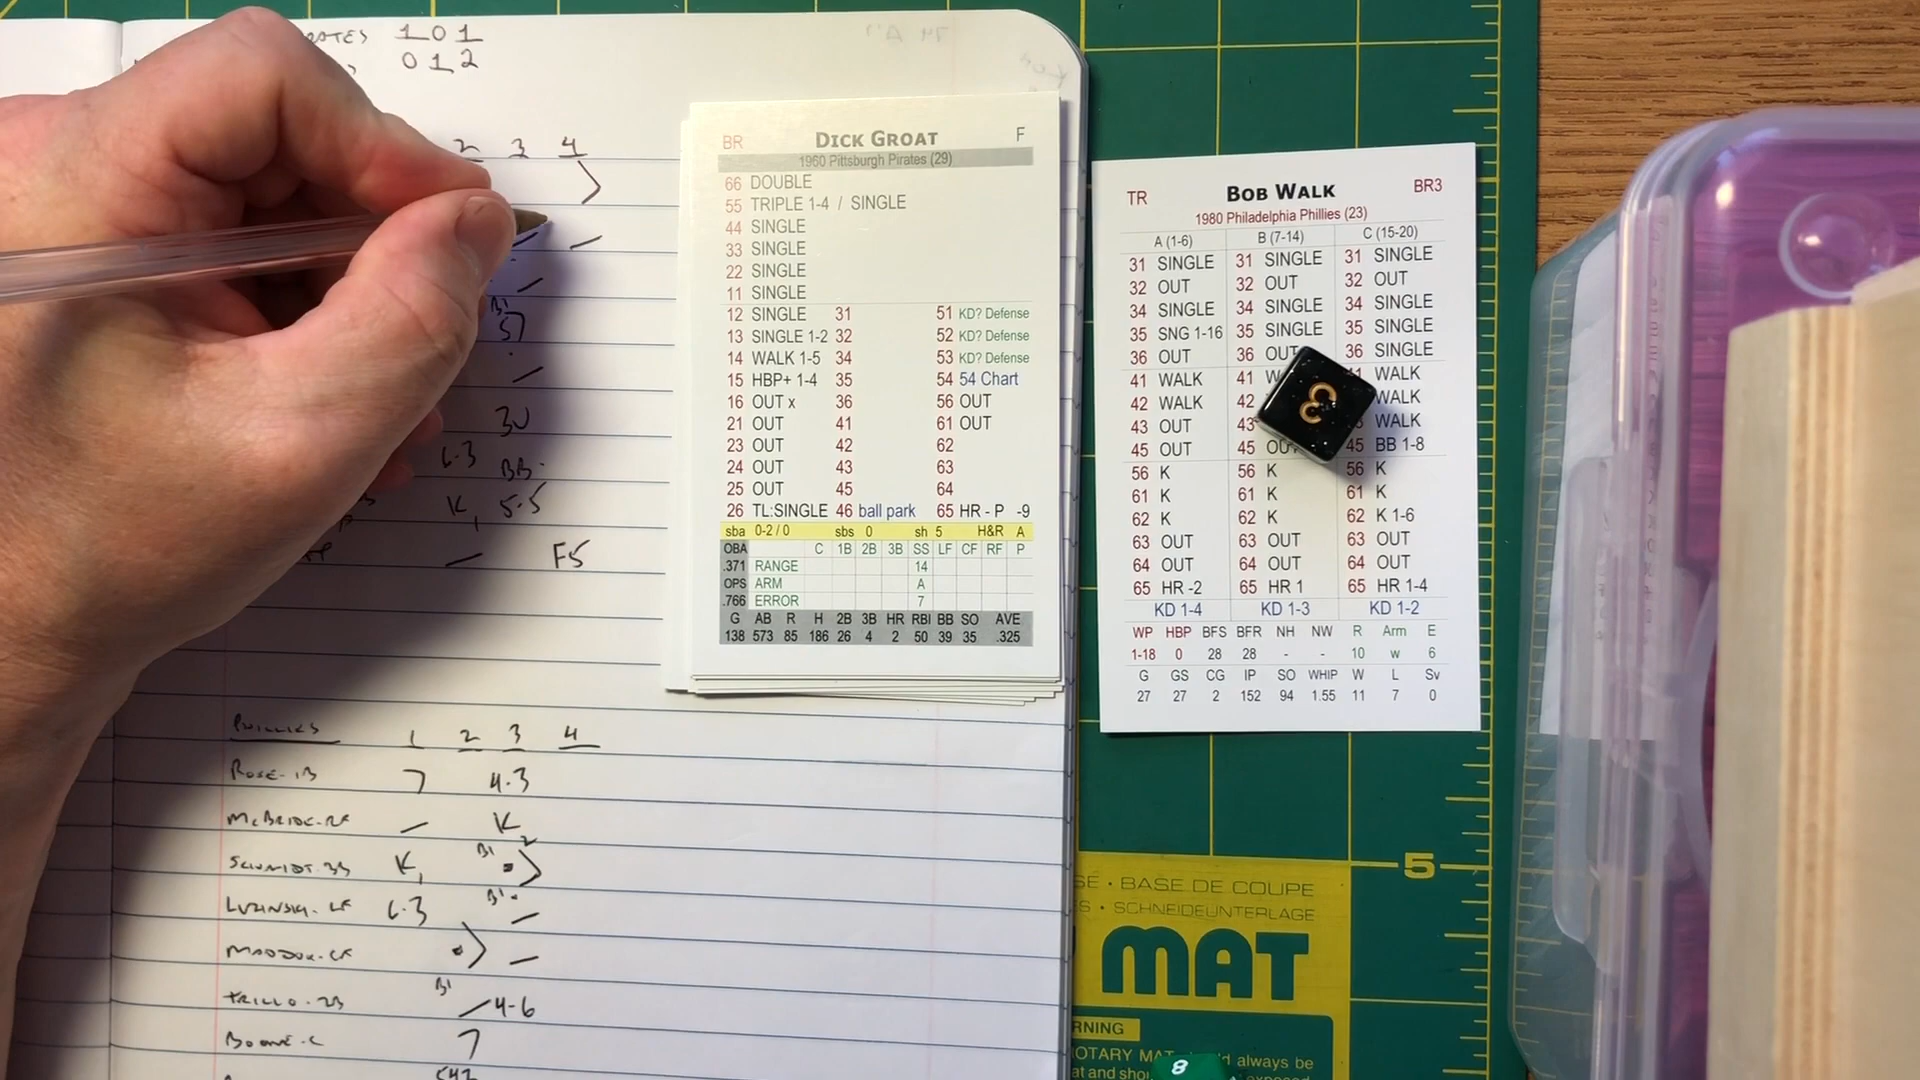 1 0 1
0 1 2
2 3 4
6-3 BB
K 5-5
F5
PHILLIES 1 2 3 4
ROSE-1B 7 4-3
McBRIDE-RF K
SCHMIDT-3B K B1
LUZINSKI-LF 6-3 B1
MADDOX-CF
B1
TRILLO-2B 4-6
BOONE-C 7
BR DICK GROAT F
1960 Pittsburgh Pirates (29)
66 DOUBLE
55 TRIPLE 1-4 / SINGLE
44 SINGLE
33 SINGLE
22 SINGLE
11 SINGLE
12 SINGLE 31 51 KD? Defense
13 SINGLE 1-2 32 52 KD? Defense
14 WALK 1-5 34 53 KD? Defense
15 HBP+ 1-4 35 54 54 Chart
16 OUT x 36 56 OUT
21 OUT 41 61 OUT
23 OUT 42 62
24 OUT 43 63
25 OUT 45 64
26 TL:SINGLE 46 ball park 65 HR - P -9
sba 0-2 / 0 sbs 0 sh 5 H&R A
OBA C 1B 2B 3B SS LF CF RF P
.371 RANGE 14
OPS ARM A
.766 ERROR 7
G AB R H 2B 3B HR RBI BB SO AVE
138 573 85 186 26 4 2 50 39 35 .325
TR BOB WALK BR3
1980 Philadelphia Phillies (23)
A (1-6) B (7-14) C (15-20)
31 SINGLE 31 SINGLE 31 SINGLE
32 OUT 32 OUT 32 OUT
34 SINGLE 34 SINGLE 34 SINGLE
35 SNG 1-16 35 SINGLE 35 SINGLE
36 OUT 36 OUT 36 SINGLE
41 WALK 41 WALK
42 WALK 42 WALK
43 OUT 43 WALK
45 OUT 45 OUT 45 BB 1-8
56 K 56 K 56 K
61 K 61 K 61 K
62 K 62 K 62 K 1-6
63 OUT 63 OUT 63 OUT
64 OUT 64 OUT 64 OUT
65 HR -2 65 HR 1 65 HR 1-4
KD 1-4 KD 1-3 KD 1-2
WP HBP BFS BFR NH NW R Arm E
1-18 0 28 28 - - 10 w 6
G GS CG IP SO WHIP W L Sv
27 27 2 152 94 1.55 11 7 0
3
5
• BASE DE COUPE
• SCHNEIDEUNTERLAGE
MAT
always be
8